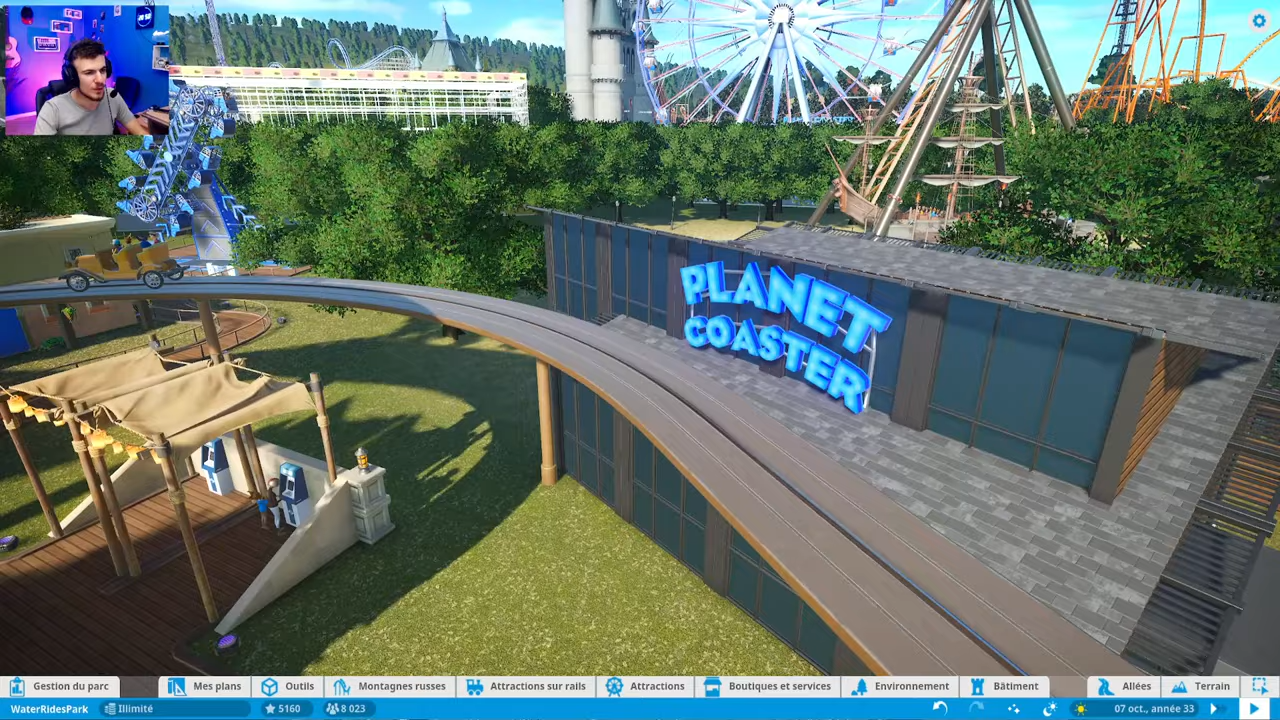 PLANET
COASTER
Gestion du parc
Mes plans
Outils
Montagnes russes
Attractions sur rails
Attractions
Boutiques et services
Environnement
Bâtiment
Allées
Terrain
WaterRidesPark
Illimité
5160
8 023
07 oct., année 33